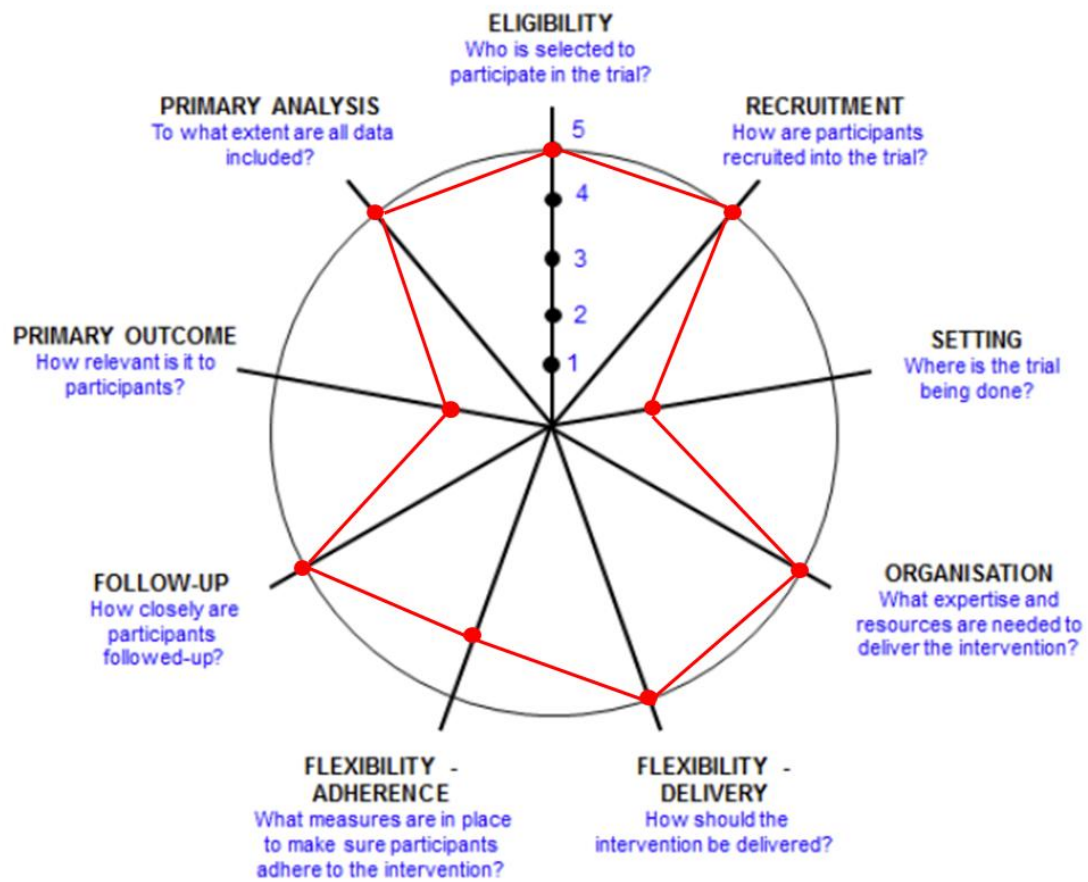 ELIGIBILITY
Who is selected to
participate in the trial?
PRIMARY ANALYSIS
To what extent are all data
included?
RECRUITMENT
How are participants
recruited into the trial?
5
4
3
2
1
PRIMARY OUTCOME
How relevant is it to
participants?
SETTING
Where is the trial
being done?
FOLLOW-UP
How closely are
participants
followed-up?
ORGANISATION
What expertise and
resources are needed to
deliver the intervention?
FLEXIBILITY -
ADHERENCE
What measures are in place
to make sure participants
adhere to the intervention?
FLEXIBILITY -
DELIVERY
How should the
intervention be delivered?